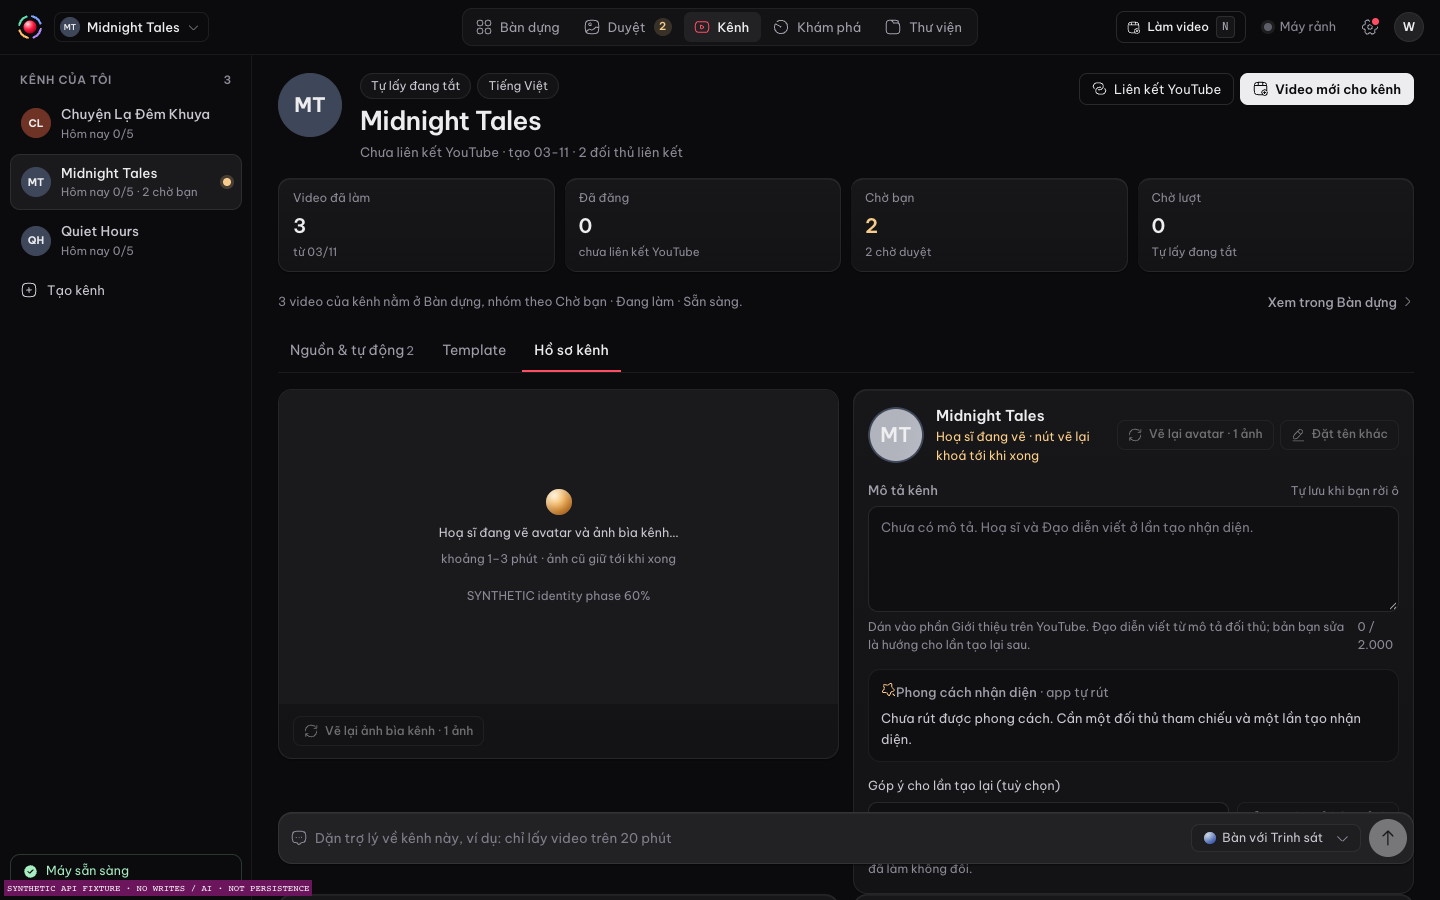 MT Midnight Tales
Bàn dựng
Duyệt 2
Kênh
Khám phá
Thư viện
Làm video N
Máy rảnh
W
KÊNH CỦA TÔI 3
CL
Chuyện Lạ Đêm Khuya
Hôm nay 0/5
MT
Midnight Tales
Hôm nay 0/5 · 2 chờ bạn
QH
Quiet Hours
Hôm nay 0/5
Tạo kênh
Máy sẵn sàng
SYNTHETIC API FIXTURE · NO WRITES / AI · NOT PERSISTENCE
MT
Tự lấy đang tắt
Tiếng Việt
Midnight Tales
Chưa liên kết YouTube · tạo 03-11 · 2 đối thủ liên kết
Liên kết YouTube
Video mới cho kênh
Video đã làm
3
từ 03/11
Đã đăng
0
chưa liên kết YouTube
Chờ bạn
2
2 chờ duyệt
Chờ lượt
0
Tự lấy đang tắt
3 video của kênh nằm ở Bàn dựng, nhóm theo Chờ bạn · Đang làm · Sẵn sàng.
Xem trong Bàn dựng
Nguồn & tự động 2
Template
Hồ sơ kênh
Hoạ sĩ đang vẽ avatar và ảnh bìa kênh…
khoảng 1–3 phút · ảnh cũ giữ tới khi xong
SYNTHETIC identity phase 60%
Vẽ lại ảnh bìa kênh · 1 ảnh
MT
Midnight Tales
Hoạ sĩ đang vẽ · nút vẽ lại
khoá tới khi xong
Vẽ lại avatar · 1 ảnh
Đặt tên khác
Mô tả kênh
Tự lưu khi bạn rời ô
Chưa có mô tả. Hoạ sĩ và Đạo diễn viết ở lần tạo nhận diện.
Dán vào phần Giới thiệu trên YouTube. Đạo diễn viết từ mô tả đối thủ; bản bạn sửa
là hướng cho lần tạo lại sau.
0 /
2.000
Phong cách nhận diện · app tự rút
Chưa rút được phong cách. Cần một đối thủ tham chiếu và một lần tạo nhận
diện.
Góp ý cho lần tạo lại (tuỳ chọn)
Dặn trợ lý về kênh này, ví dụ: chỉ lấy video trên 20 phút
Bàn với Trinh sát
đã làm không đổi.